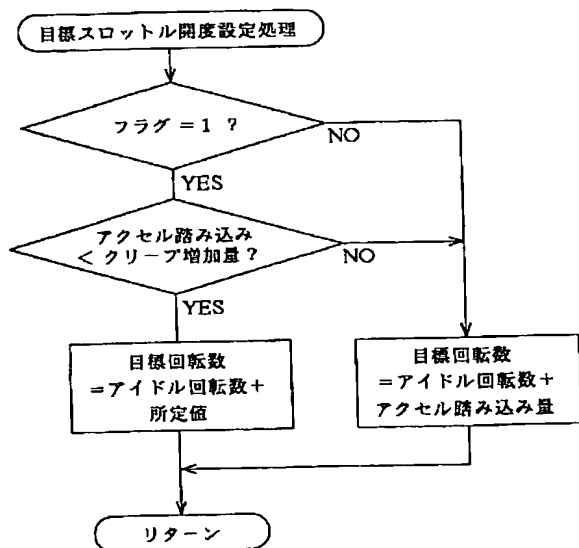 目標スロットル開度設定処理
フラグ = 1 ?
NO
YES
アクセル踏み込み
< クリープ増加量?
NO
YES
目標回転数
=アイドル回転数+
所定値
目標回転数
=アイドル回転数+
アクセル踏み込み量
リターン